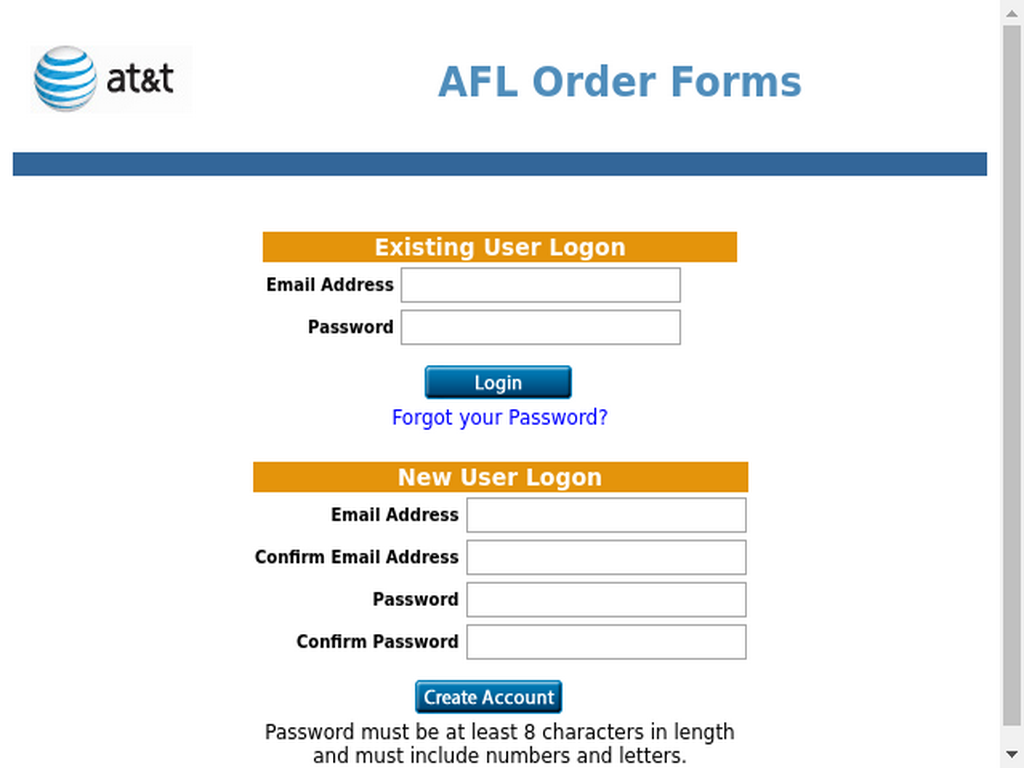 at&t
AFL Order Forms
Existing User Logon
Email Address
Password
Login
Forgot your Password?
New User Logon
Email Address
Confirm Email Address
Password
Confirm Password
Create Account
Password must be at least 8 characters in length
and must include numbers and letters.